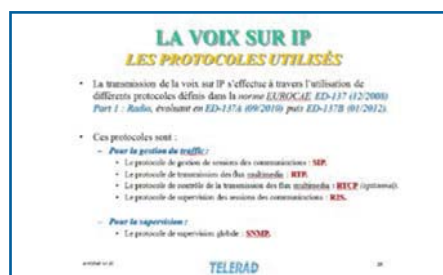 LA VOIX SUR IP
LES PROTOCOLES UTILISÉS
• La transmission de la voix sur IP s'effectue à travers l'utilisation de
différents protocoles définis dans la norme EUROCAE ED-137 (12/2008)
Part 1 : Radio, évoluant en ED-137A (09/2010) puis ED-137B (01/2012).
• Ces protocoles sont :
– Pour la gestion du traffic :
• Le protocole de gestion de sessions des communications : SIP.
• Le protocole de transmission des flux multimedia : RTP.
• Le protocole de contrôle de la transmission des flux multimedia : RTCP (optionnel).
• Le protocole de supervision des sessions des communications : R2S.
– Pour la supervision :
• Le protocole de supervision globale : SNMP.
TELERAD